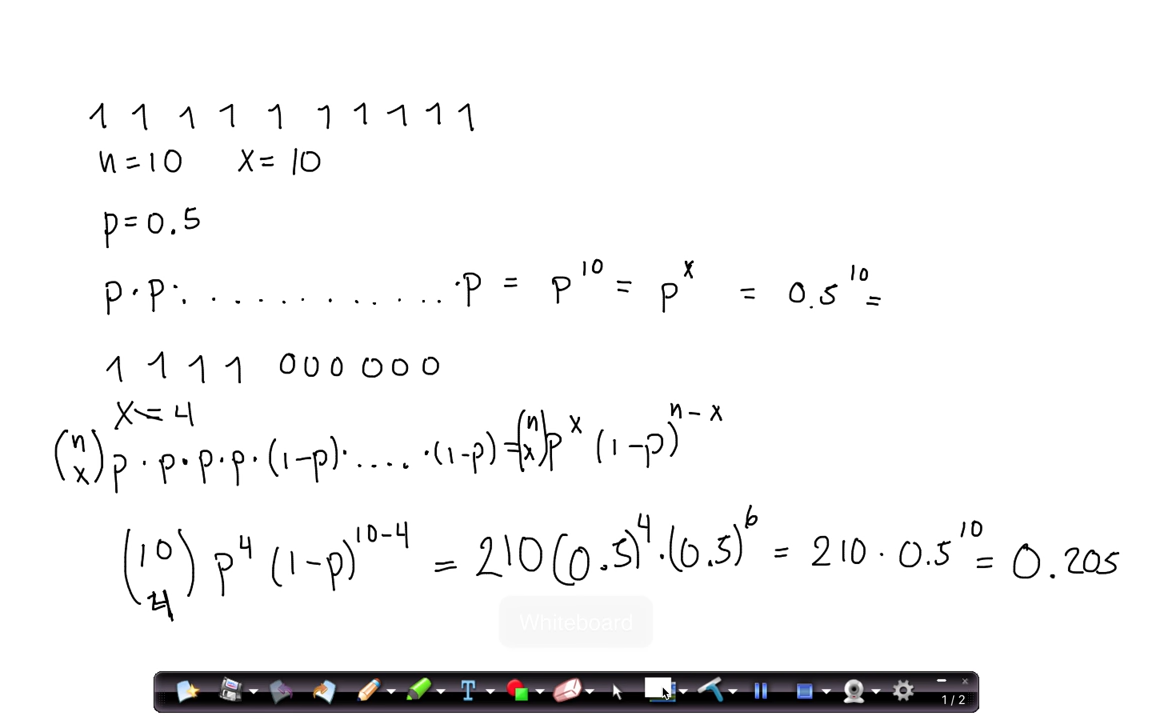 1 1 1 1 1 1 1 1 1 1
n=10 x=10
p=0.5
p·p·. . . . . . . . . . . . ·p = p^10 = p^x = 0.5^10 =
1 1 1 1 0 0 0 0 0 0
x=4
(n x) p·p·p·p·(1-p)·.....·(1-p)=(n x)p^x (1-p)^n-x
(10 4) p^4 (1-p)^10-4 = 210(0.5)^4·(0.5)^6 = 210·0.5^10 = 0.205
Whiteboard
T 1/2